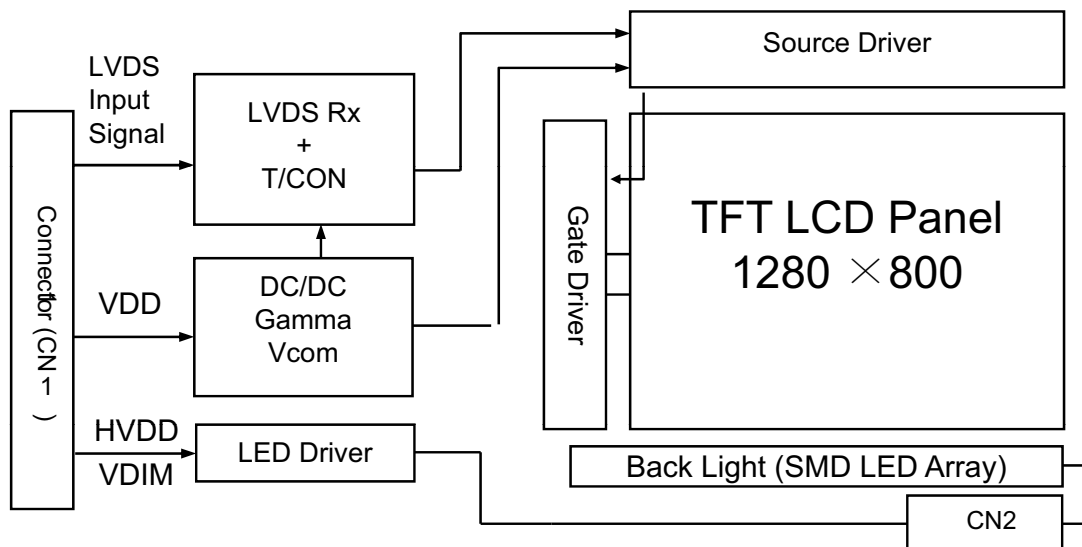 LVDS
Input
Signal
Connector (CN1)
VDD
HVDD
VDIM
LVDS Rx
+
T/CON
DC/DC
Gamma
Vcom
LED Driver
Source Driver
Gate Driver
TFT LCD Panel
1280 × 800
Back Light (SMD LED Array)
CN2